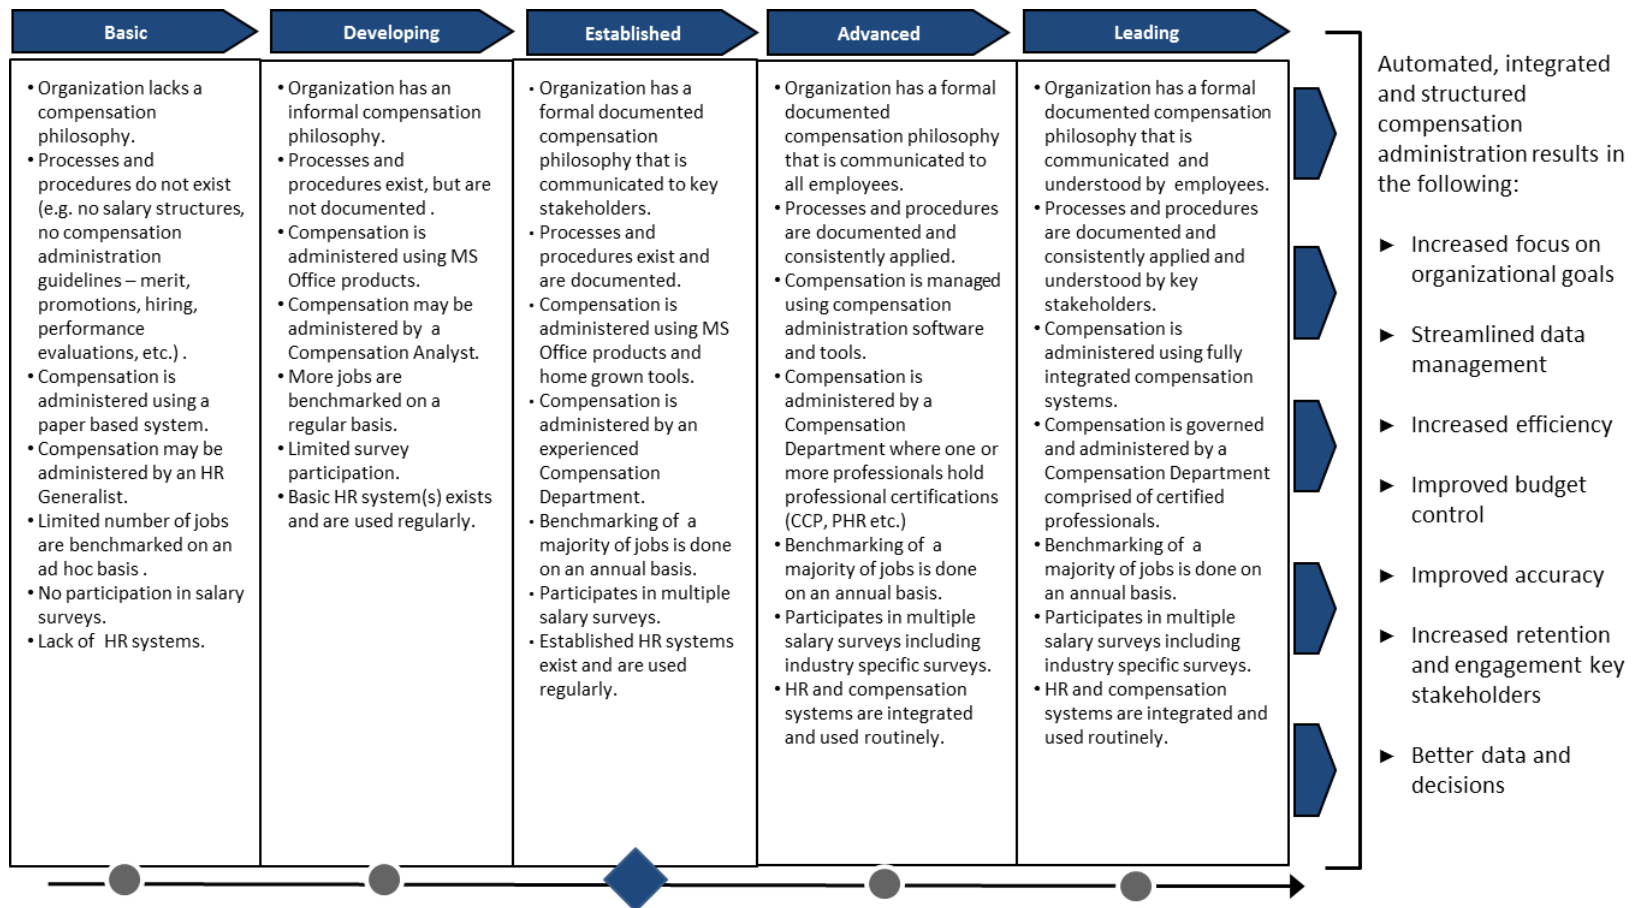 Basic
Developing
Established
Advanced
Leading
• Organization lacks a
compensation
philosophy.
• Processes and
procedures do not exist
(e.g. no salary structures,
no compensation
administration
guidelines – merit,
promotions, hiring,
performance
evaluations, etc.) .
• Compensation is
administered using a
paper based system.
• Compensation may be
administered by an HR
Generalist.
• Limited number of jobs
are benchmarked on an
ad hoc basis .
• No participation in salary
surveys.
• Lack of HR systems.
• Organization has an
informal compensation
philosophy.
• Processes and
procedures exist, but are
not documented .
• Compensation is
administered using MS
Office products.
• Compensation may be
administered by a
Compensation Analyst.
• More jobs are
benchmarked on a
regular basis.
• Limited survey
participation.
• Basic HR system(s) exists
and are used regularly.
• Organization has a
formal documented
compensation
philosophy that is
communicated to key
stakeholders.
• Processes and
procedures exist and
are documented.
• Compensation is
administered using MS
Office products and
home grown tools.
• Compensation is
administered by an
experienced
Compensation
Department.
• Benchmarking of a
majority of jobs is done
on an annual basis.
• Participates in multiple
salary surveys.
• Established HR systems
exist and are used
regularly.
• Organization has a formal
documented
compensation philosophy
that is communicated to
all employees.
• Processes and procedures
are documented and
consistently applied.
• Compensation is managed
using compensation
administration software
and tools.
• Compensation is
administered by a
Compensation
Department where one or
more professionals hold
professional certifications
(CCP, PHR etc.)
• Benchmarking of a
majority of jobs is done
on an annual basis.
• Participates in multiple
salary surveys including
industry specific surveys.
• HR and compensation
systems are integrated
and used routinely.
• Organization has a formal
documented compensation
philosophy that is
communicated and
understood by employees.
• Processes and procedures
are documented and
consistently applied and
understood by key
stakeholders.
• Compensation is
administered using fully
integrated compensation
systems.
• Compensation is governed
and administered by a
Compensation Department
comprised of certified
professionals.
• Benchmarking of a
majority of jobs is done on
an annual basis.
• Participates in multiple
salary surveys including
industry specific surveys.
• HR and compensation
systems are integrated and
used routinely.
Automated, integrated
and structured
compensation
administration results in
the following:
► Increased focus on
organizational goals
► Streamlined data
management
► Increased efficiency
► Improved budget
control
► Improved accuracy
► Increased retention
and engagement key
stakeholders
► Better data and
decisions